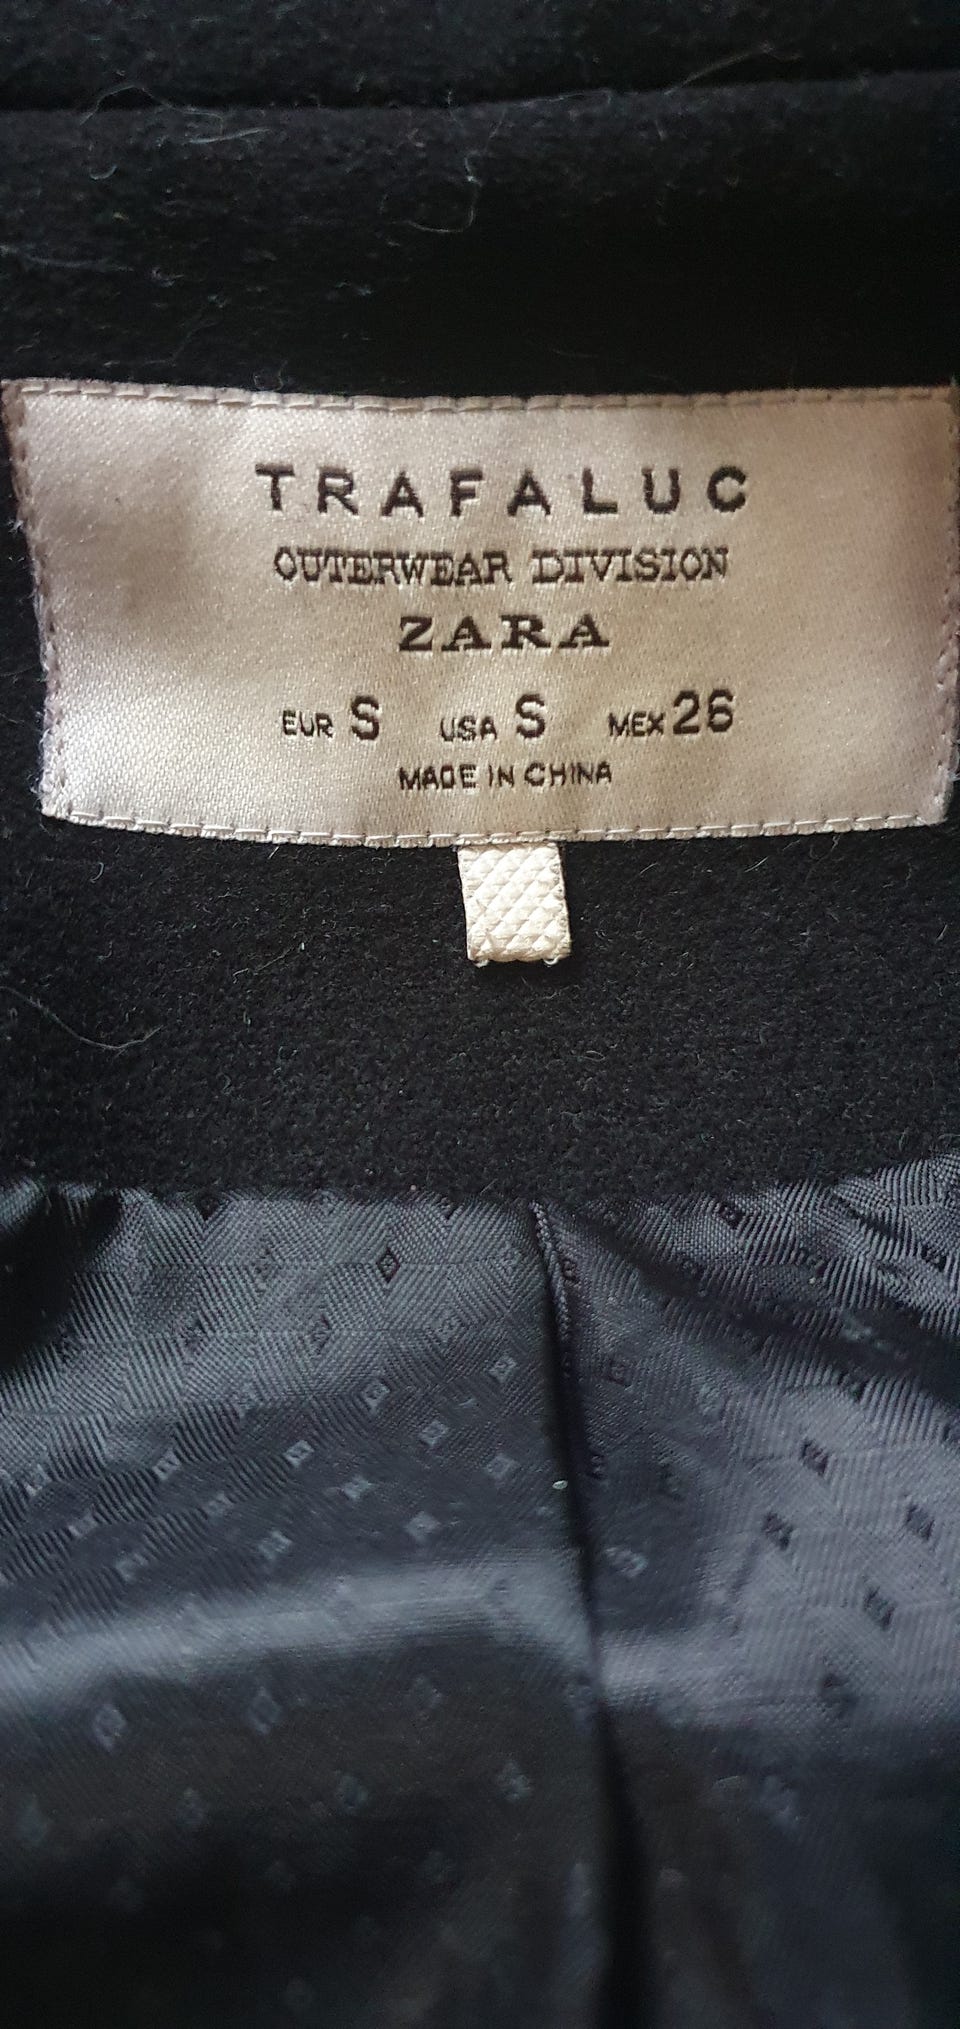 TRAFALUC
OUTERWEAR DIVISION
ZARA
EUR S USA S MEX 26
MADE IN CHINA